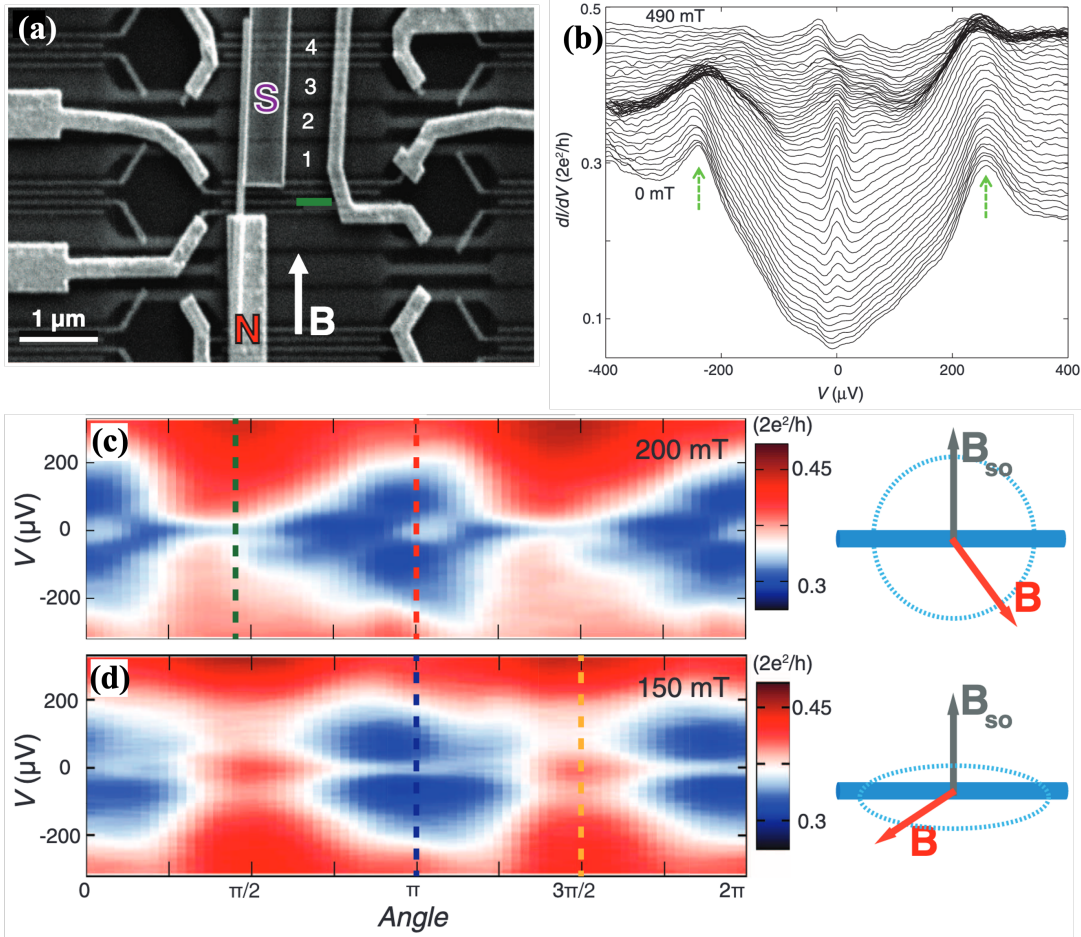 (a)
4
3
S
2
1
B
N
1 µm
(b)
0.5
490 mT
dI/dV (2e²/h)
0.3
0 mT
0.1
-400
-200
0
200
400
V (µV)
(c)
200 mT
(2e²/h)
200
0.45
V (µV)
0
-200
0.3
B so
B
(d)
150 mT
(2e²/h)
200
0.45
V (µV)
0
-200
0.3
B so
B
0
π/2
π
3π/2
2π
Angle